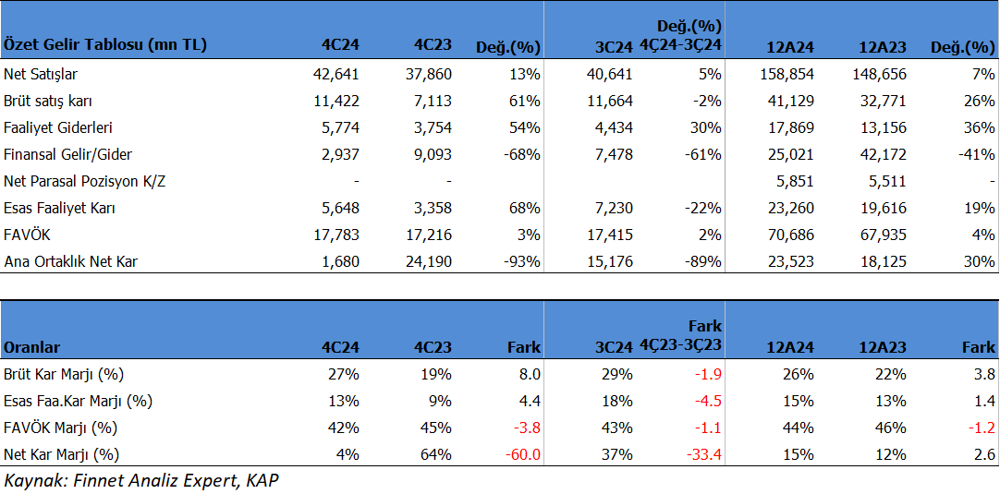 Değ.(%)
Özet Gelir Tablosu (mn TL) 4C24 4C23 Değ.(%) 3C24 4Ç24-3Ç24 12A24 12A23 Değ.(%)
Net Satışlar 42,641 37,860 13% 40,641 5% 158,854 148,656 7%
Brüt satış karı 11,422 7,113 61% 11,664 -2% 41,129 32,771 26%
Faaliyet Giderleri 5,774 3,754 54% 4,434 30% 17,869 13,156 36%
Finansal Gelir/Gider 2,937 9,093 -68% 7,478 -61% 25,021 42,172 -41%
Net Parasal Pozisyon K/Z - - 5,851 5,511 -
Esas Faaliyet Karı 5,648 3,358 68% 7,230 -22% 23,260 19,616 19%
FAVÖK 17,783 17,216 3% 17,415 2% 70,686 67,935 4%
Ana Ortaklık Net Kar 1,680 24,190 -93% 15,176 -89% 23,523 18,125 30%
Fark
Oranlar 4C24 4C23 Fark 3C24 4Ç23-3Ç23 12A24 12A23 Fark
Brüt Kar Marjı (%) 27% 19% 8.0 29% -1.9 26% 22% 3.8
Esas Faa.Kar Marjı (%) 13% 9% 4.4 18% -4.5 15% 13% 1.4
FAVÖK Marjı (%) 42% 45% -3.8 43% -1.1 44% 46% -1.2
Net Kar Marjı (%) 4% 64% -60.0 37% -33.4 15% 12% 2.6
Kaynak: Finnet Analiz Expert, KAP